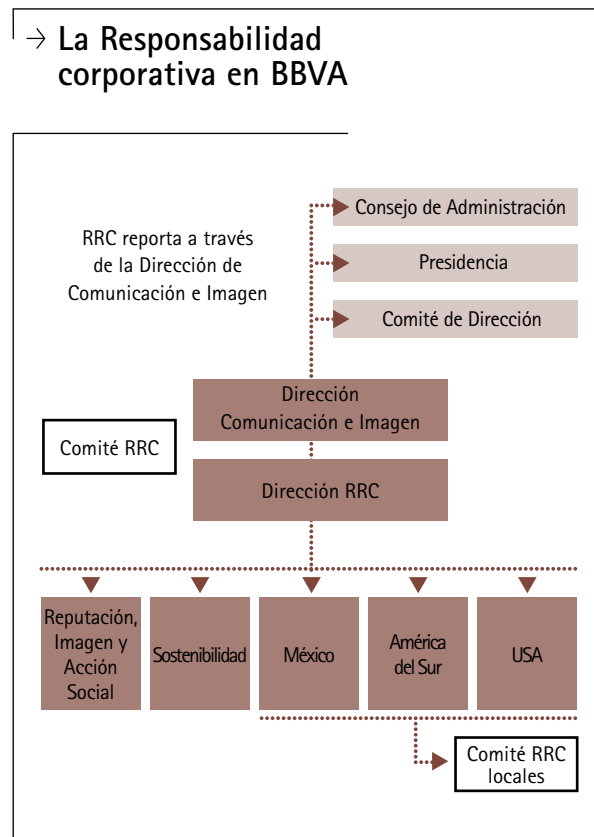 → La Responsabilidad
corporativa en BBVA
RRC reporta a través
de la Dirección de
Comunicación e Imagen
Consejo de Administración
Presidencia
Comité de Dirección
Dirección
Comunicación e Imagen
Comité RRC
Dirección RRC
Reputación,
Imagen y
Acción
Social
Sostenibilidad
México
América
del Sur
USA
Comité RRC
locales